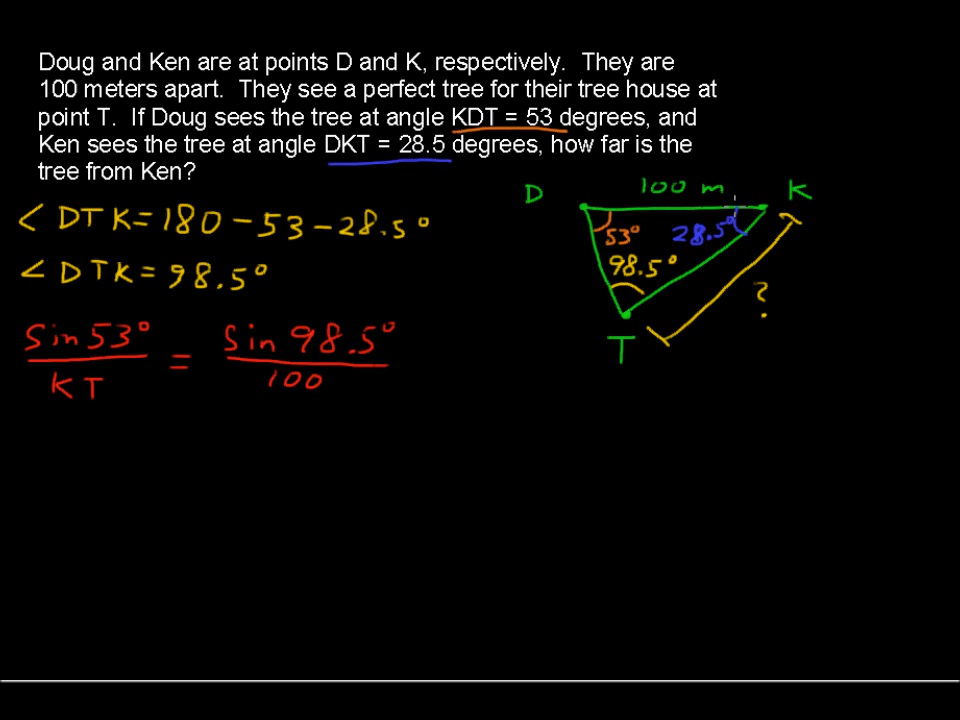 Doug and Ken are at points D and K, respectively. They are
100 meters apart. They see a perfect tree for their tree house at
point T. If Doug sees the tree at angle KDT = 53 degrees, and
Ken sees the tree at angle DKT = 28.5 degrees, how far is the
tree from Ken?
D 100 m K
< DTK = 180 - 53 - 28.5°
53° 28.5°
< DTK = 98.5°
98.5°
?
T
sin 53° / KT = sin 98.5° / 100